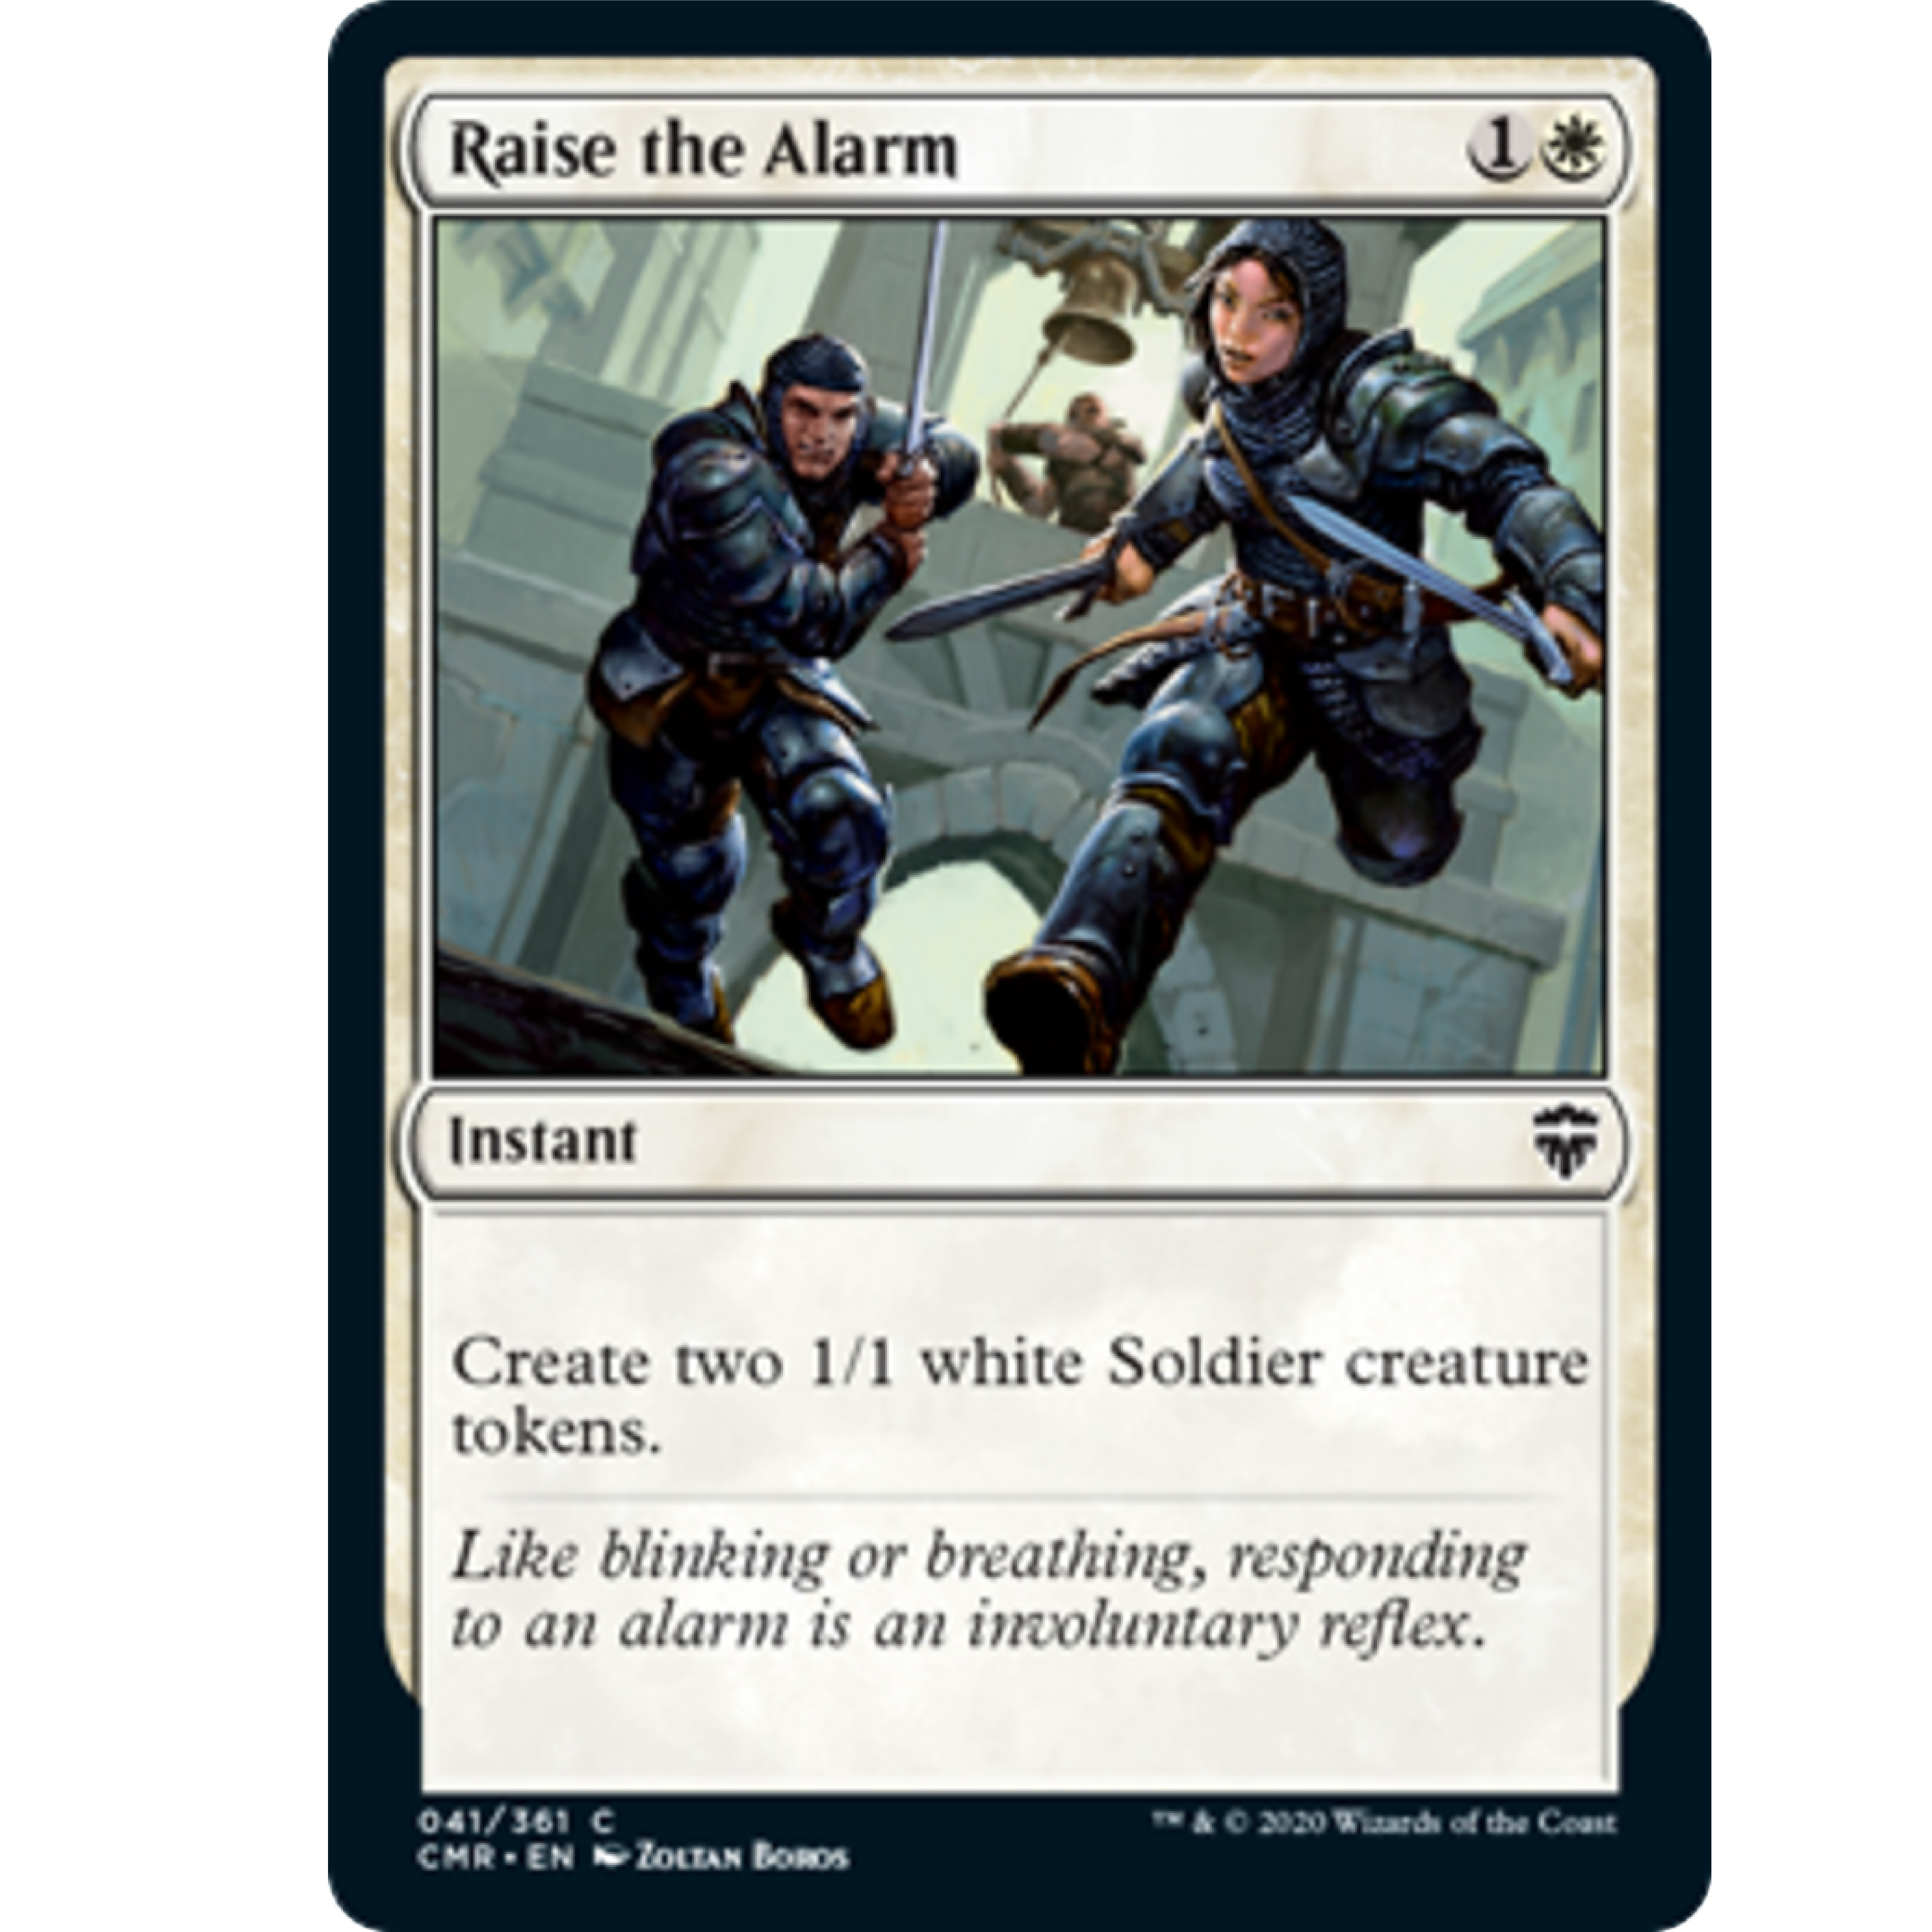 Raise the Alarm 1
Instant
Create two 1/1 white Soldier creature
tokens.
Like blinking or breathing, responding
to an alarm is an involuntary reflex.
041/361 C ™ & © 2020 Wizards of the Coast
CMR • EN Zoltan Boros